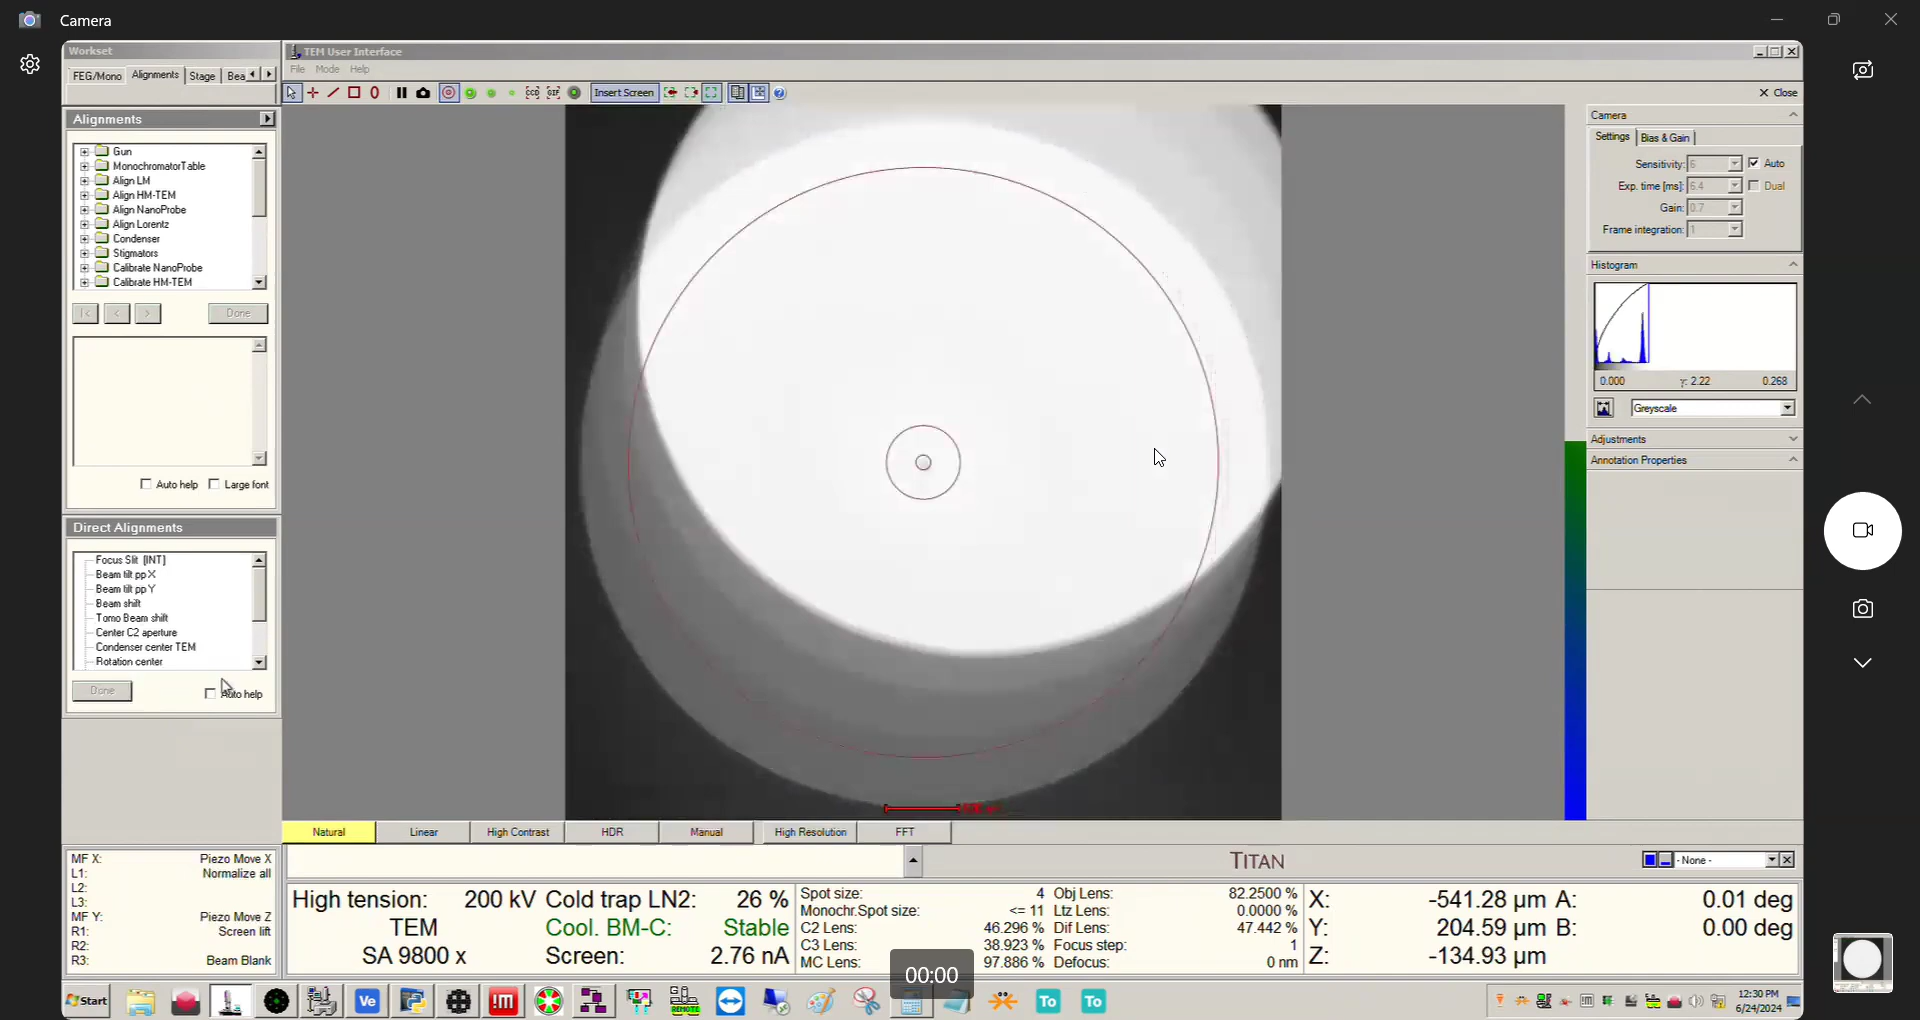 Camera
Workset
FEG/Mono Alignments Stage Bea
Alignments
Gun
MonochromatorTable
Align LM
Align HM-TEM
Align NanoProbe
Align Lorentz
Condenser
Stigmators
Calibrate NanoProbe
Calibrate HM-TEM
|< < >
Done
Auto help Large font
Direct Alignments
Focus Slit [INT]
Beam tilt pp X
Beam tilt pp Y
Beam shift
Tomo Beam shift
Center C2 aperture
Condenser center TEM
Rotation center
Done
Auto help
MF X: Piezo Move X
L1: Normalize all
L2:
L3:
MF Y: Piezo Move Z
R1: Screen lift
R2:
R3: Beam Blank
TEM User Interface
File Mode Help
CCD GIF
Insert Screen
Close
Camera
Settings Bias & Gain
Sensitivity: 6 Auto
Exp. time [ms]: 6.4 Dual
Gain: 0.7
Frame integration: 1
Histogram
0.000 γ: 2.22 0.268
Greyscale
Adjustments
Annotation Properties
Natural Linear High Contrast HDR Manual High Resolution FFT
TITAN
- None -
High tension: 200 kV
TEM
SA 9800 x
Cold trap LN2: 26 %
Cool. BM-C: Stable
Screen: 2.76 nA
Spot size: 4
Monochr.Spot size: <= 11
C2 Lens: 46.296 %
C3 Lens: 38.923 %
MC Lens: 97.886 %
Obj Lens: 82.2500 %
Ltz Lens: 0.0000 %
Dif Lens: 47.442 %
Focus step: 1
Defocus: 0 nm
X: -541.28 µm A: 0.01 deg
Y: 204.59 µm B: 0.00 deg
Z: -134.93 µm
00:00
Start
Ve
!m
REMOTE
To
To
12:30 PM
6/24/2024